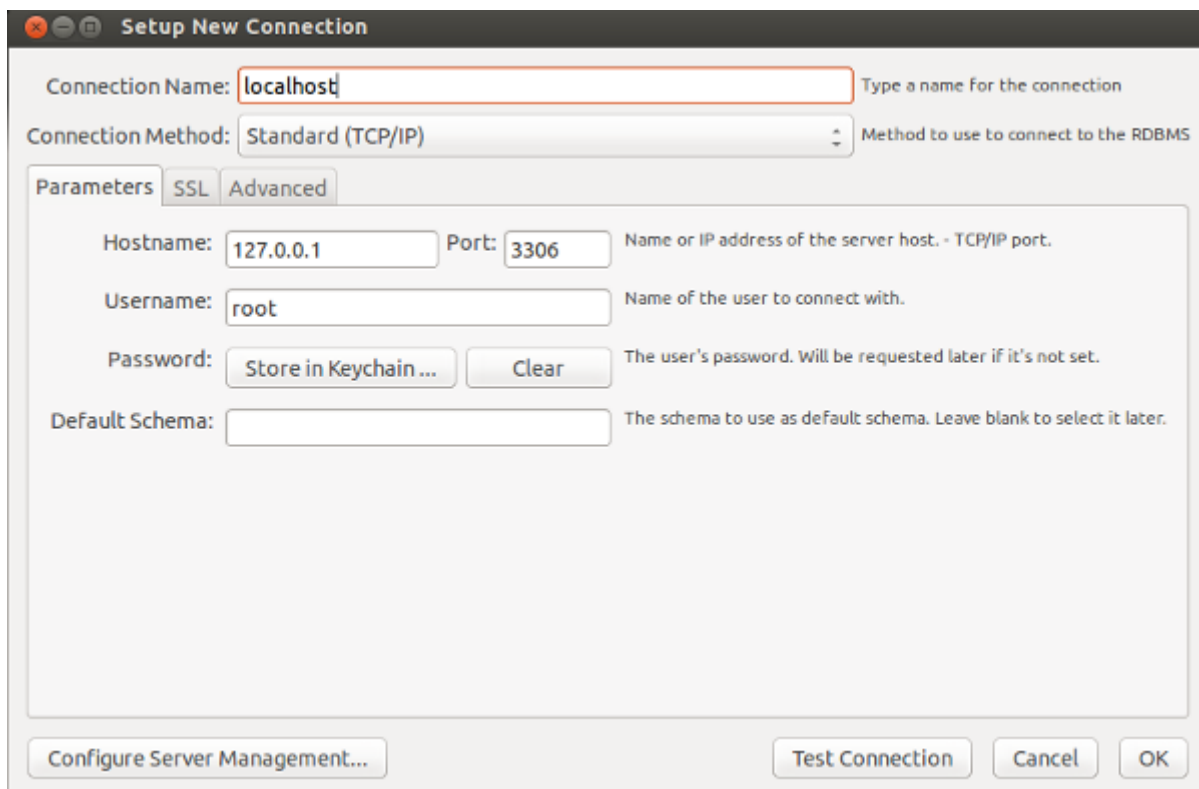 Setup New Connection
Connection Name: localhost Type a name for the connection
Connection Method: Standard (TCP/IP) Method to use to connect to the RDBMS
Parameters SSL Advanced
Hostname: 127.0.0.1 Port: 3306 Name or IP address of the server host. - TCP/IP port.
Username: root Name of the user to connect with.
Password: Store in Keychain ... Clear The user's password. Will be requested later if it's not set.
Default Schema: The schema to use as default schema. Leave blank to select it later.
Configure Server Management... Test Connection Cancel OK